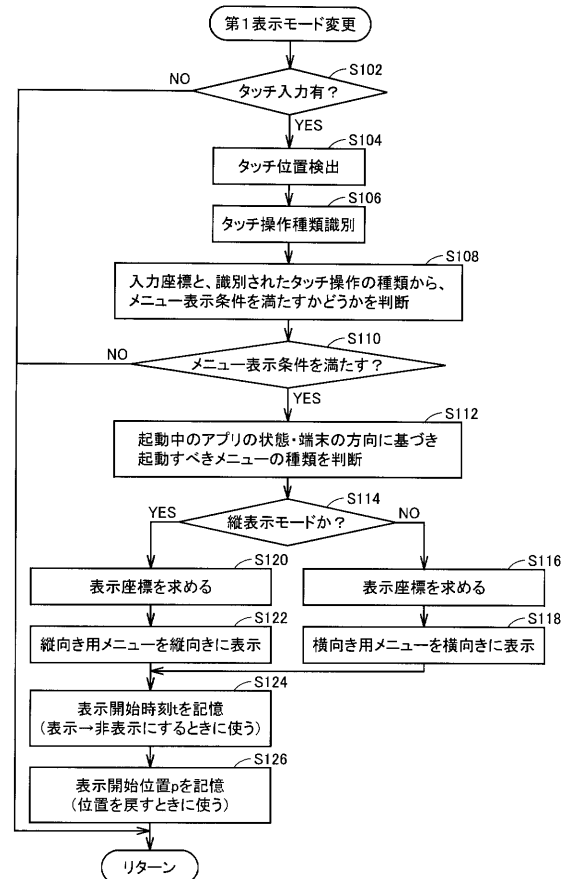 第1表示モード変更
S102
NO
タッチ入力有?
YES
S104
タッチ位置検出
S106
タッチ操作種類識別
S108
入力座標と、識別されたタッチ操作の種類から、
メニュー表示条件を満たすかどうかを判断
S110
NO
メニュー表示条件を満たす?
YES
S112
起動中のアプリの状態・端末の方向に基づき
起動すべきメニューの種類を判断
S114
YES
縦表示モードか?
NO
S120
表示座標を求める
S116
表示座標を求める
S122
縦向き用メニューを縦向きに表示
S118
横向き用メニューを横向きに表示
S124
表示開始時刻tを記憶
(表示→非表示にするときに使う)
S126
表示開始位置pを記憶
(位置を戻すときに使う)
リターン